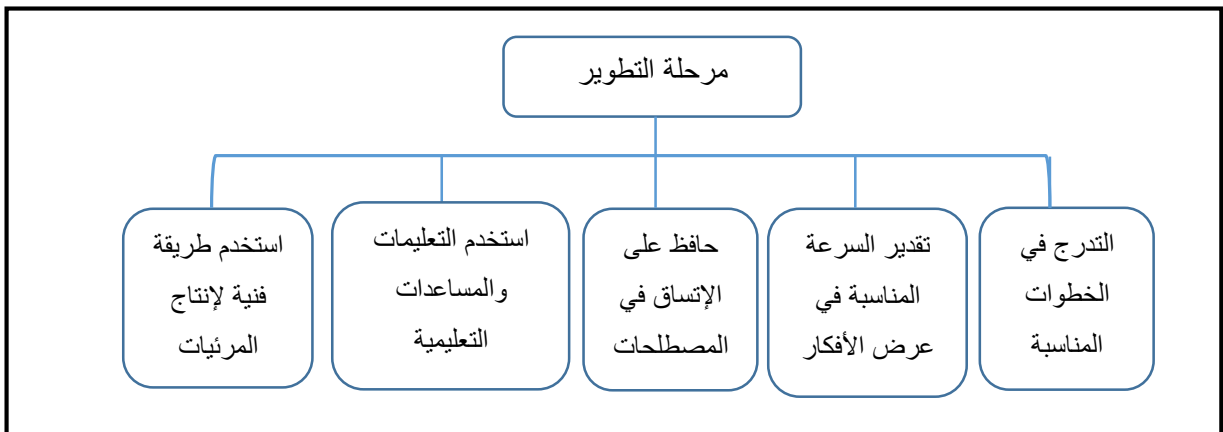 مرحلة التطوير
التدرج في
الخطوات
المناسبة
تقدير السرعة
المناسبة في
عرض الأفكار
حافظ على
الإتساق في
المصطلحات
استخدم التعليمات
والمساعدات
التعليمية
استخدم طريقة
فنية لإنتاج
المرئيات